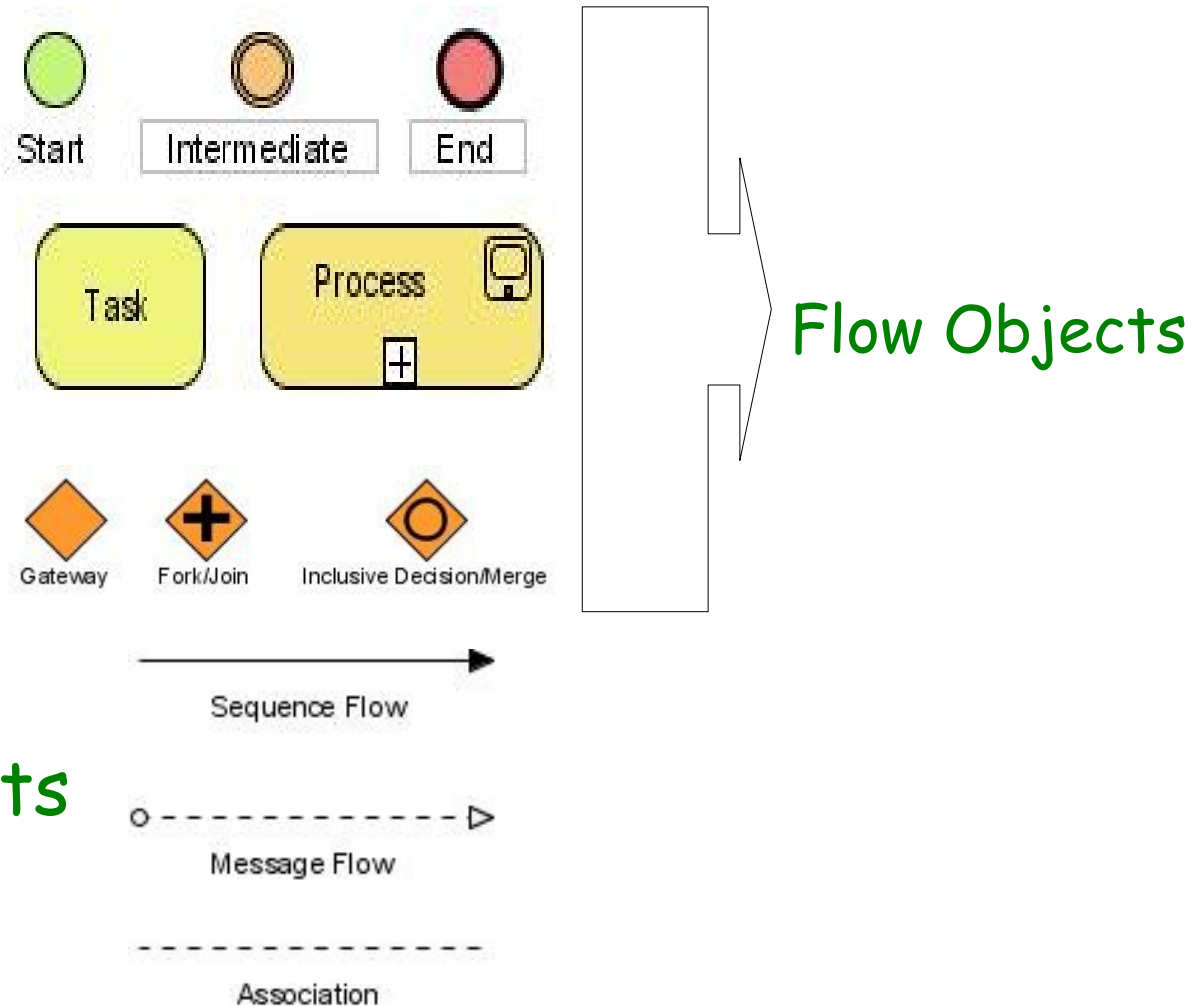 Start Intermediate End
Task Process
Flow Objects
Gateway Fork/Join Inclusive Decision/Merge
Sequence Flow
ts
Message Flow
Association